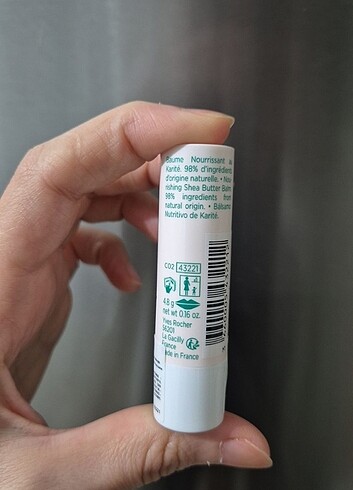 Baume Nourrissant au
Karité. 98% d'ingrédients
d'origine naturelle. • Nou-
rishing Shea Butter Balm.
98% ingredients from
natural origin. • Bálsamo
Nutritivo de Karité.
C02 43221
4.8 g
net wt 0.16 oz.
Yves Rocher
56201
La Gacilly
France
Made in France